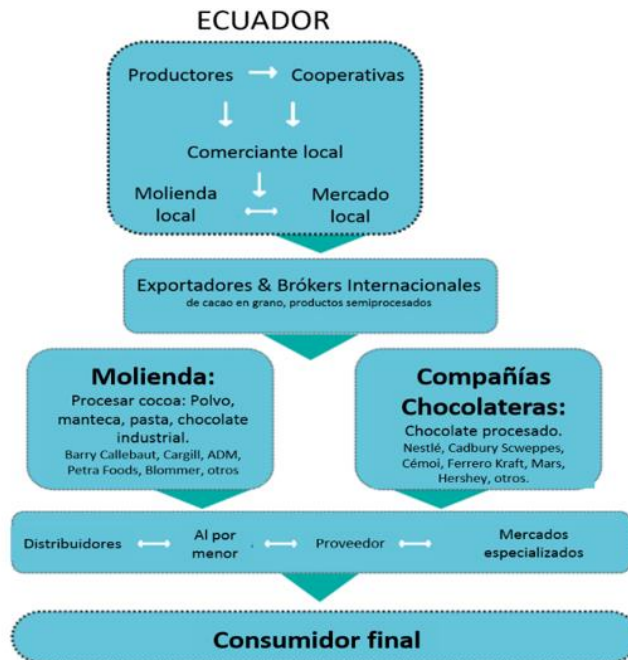 ECUADOR
Productores
Cooperativas
Comerciante local
Molienda
local
Mercado
local
Exportadores & Brókers Internacionales
de cacao en grano, productos semiprocesados
Molienda:
Procesar cocoa: Polvo,
manteca, pasta, chocolate
industrial.
Barry Callebaut, Cargill, ADM,
Petra Foods, Blommer, otros
Compañías
Chocolateras:
Chocolate procesado.
Nestlé, Cadbury Scweppes,
Cémoi, Ferrero Kraft, Mars,
Hershey, otros.
Distribuidores
Al por
menor
Proveedor
Mercados
especializados
Consumidor final